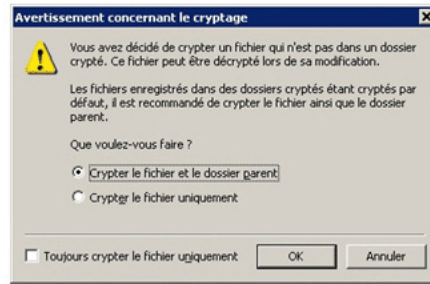 Avertissement concernant le cryptage
Vous avez décidé de crypter un fichier qui n'est pas dans un dossier
crypté. Ce fichier peut être décrypté lors de sa modification.
Les fichiers enregistrés dans des dossiers cryptés étant cryptés par
défaut, il est recommandé de crypter le fichier ainsi que le dossier
parent.
Que voulez-vous faire ?
Crypter le fichier et le dossier parent
Crypter le fichier uniquement
Toujours crypter le fichier uniquement
OK
Annuler